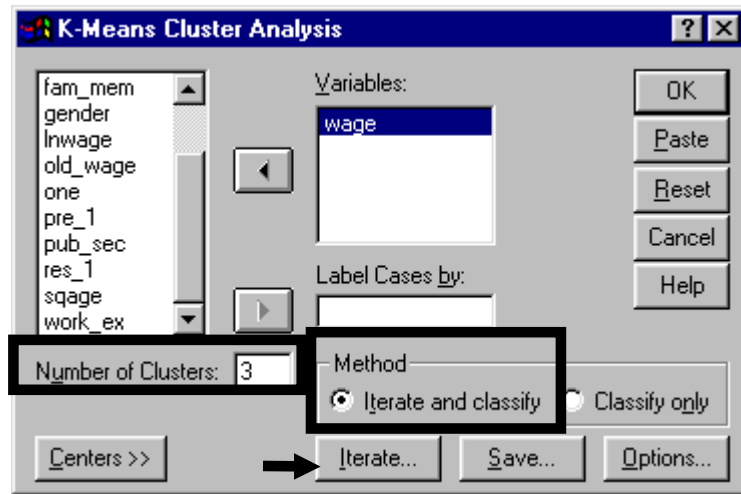 K-Means Cluster Analysis
fam_mem
gender
lnwage
old_wage
one
pre_1
pub_sec
res_1
sqage
work_ex
Variables:
wage
Label Cases by:
OK
Paste
Reset
Cancel
Help
Number of Clusters: 3
Method
Iterate and classify
Classify only
Centers >>
Iterate...
Save...
Options...